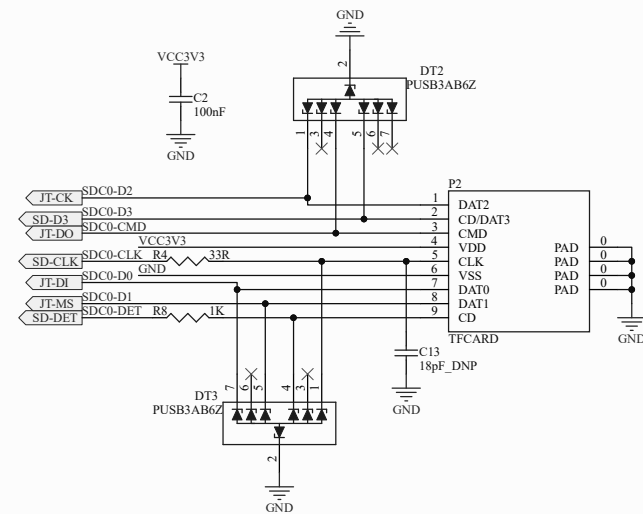 GND
VCC3V3
2
DT2
PUSB3AB6Z
C2
100nF
GND
1
3
4
5
6
7
P2
JT-CK SDC0-D2 1 DAT2
SD-D3 SDC0-D3 2 CD/DAT3
JT-DO SDC0-CMD 3 CMD
VCC3V3 4 VDD PAD 0
SD-CLK SDC0-CLK R4 33R 5 CLK PAD 0
GND 6 VSS PAD 0
JT-DI SDC0-D0 7 DAT0 PAD 0
JT-MS SDC0-D1 8 DAT1
SD-DET SDC0-DET R8 1K 9 CD
TFCARD
GND
C13
18pF_DNP
GND
7
6
5
4
3
1
DT3
PUSB3AB6Z
2
GND